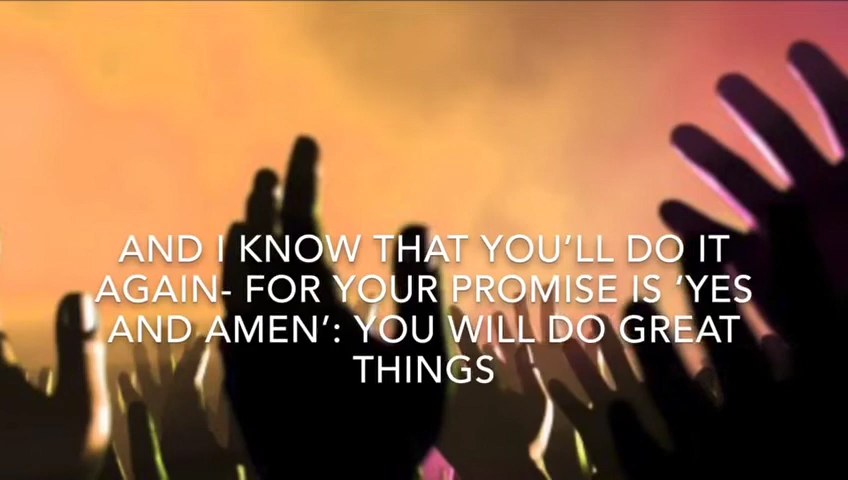 AND I KNOW THAT YOU’LL DO IT
AGAIN- FOR YOUR PROMISE IS ‘YES
AND AMEN’: YOU WILL DO GREAT
THINGS